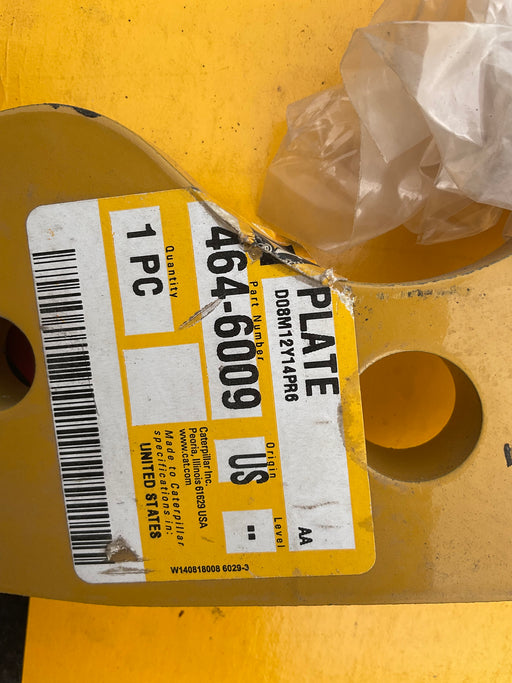 PLATE
D08M12Y14PR6
AA
Part Number
464-6009
Origin
US
Level
--
Quantity
1 PC
Caterpillar Inc.
Peoria, Illinois 61629 USA
www.cat.com
Made to Caterpillar
specifications in:
UNITED STATES
W140818008 6029-3